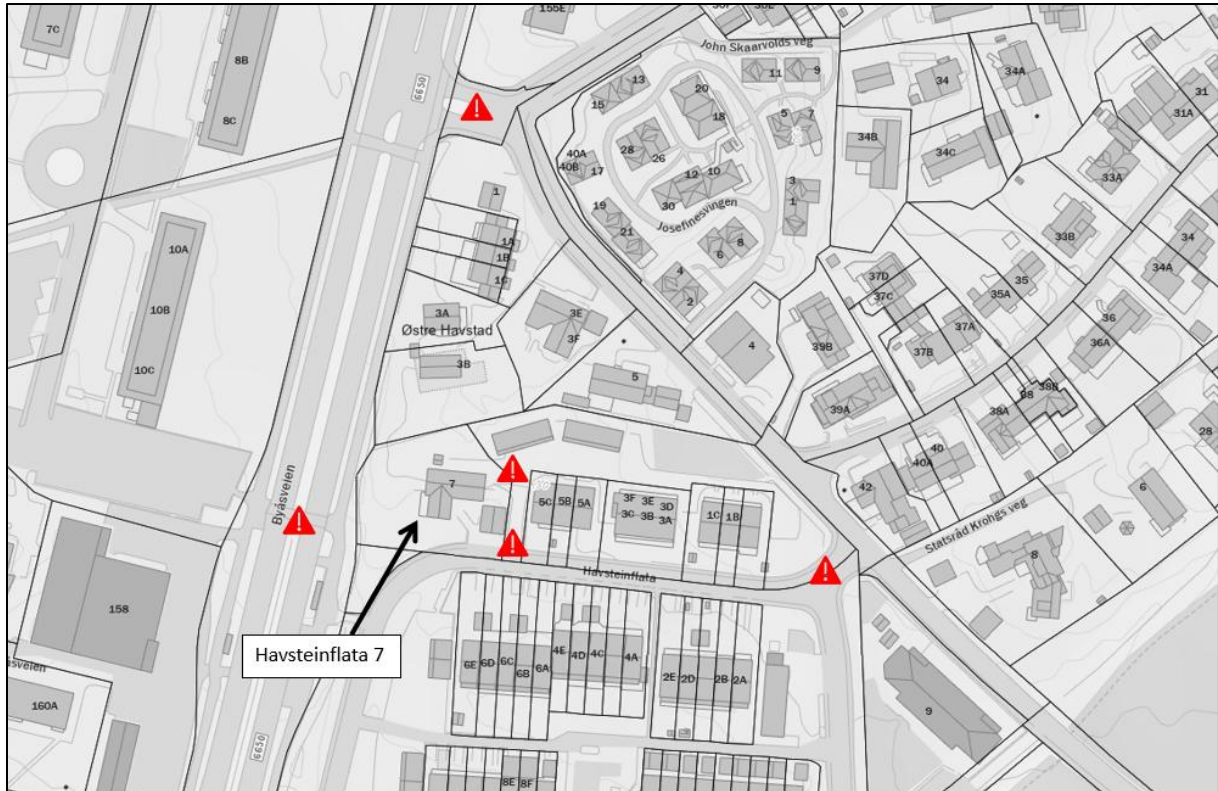 7C
8B
8C
155E
6650
John Skaarvolds veg
13
15
11
9
34
34A
31
31A
20
18
5
7
28
26
34B
34C
40A
40B
17
12
10
33A
1
30
3
1
19
21
Josefinesvingen
10A
1A
1B
1C
8
6
33B
34
34A
4
2
37D
37C
35
35A
3A
Østre Havstad
3E
3F
10B
4
39B
37B
37A
36
36A
3B
10C
5
39A
38B
38
38A
28
7
40
40A
42
6
Byåsveien
5C
5B
5A
3F
3E
3D
3C
3B
3A
1C
1B
Statsråd Krohgs veg
8
Havsteinflata
158
Havsteinflata 7
6E
6D
6C
6B
6A
4E
4D
4C
4A
2E
2D
2B
2A
160A
9
6650
8E
8F